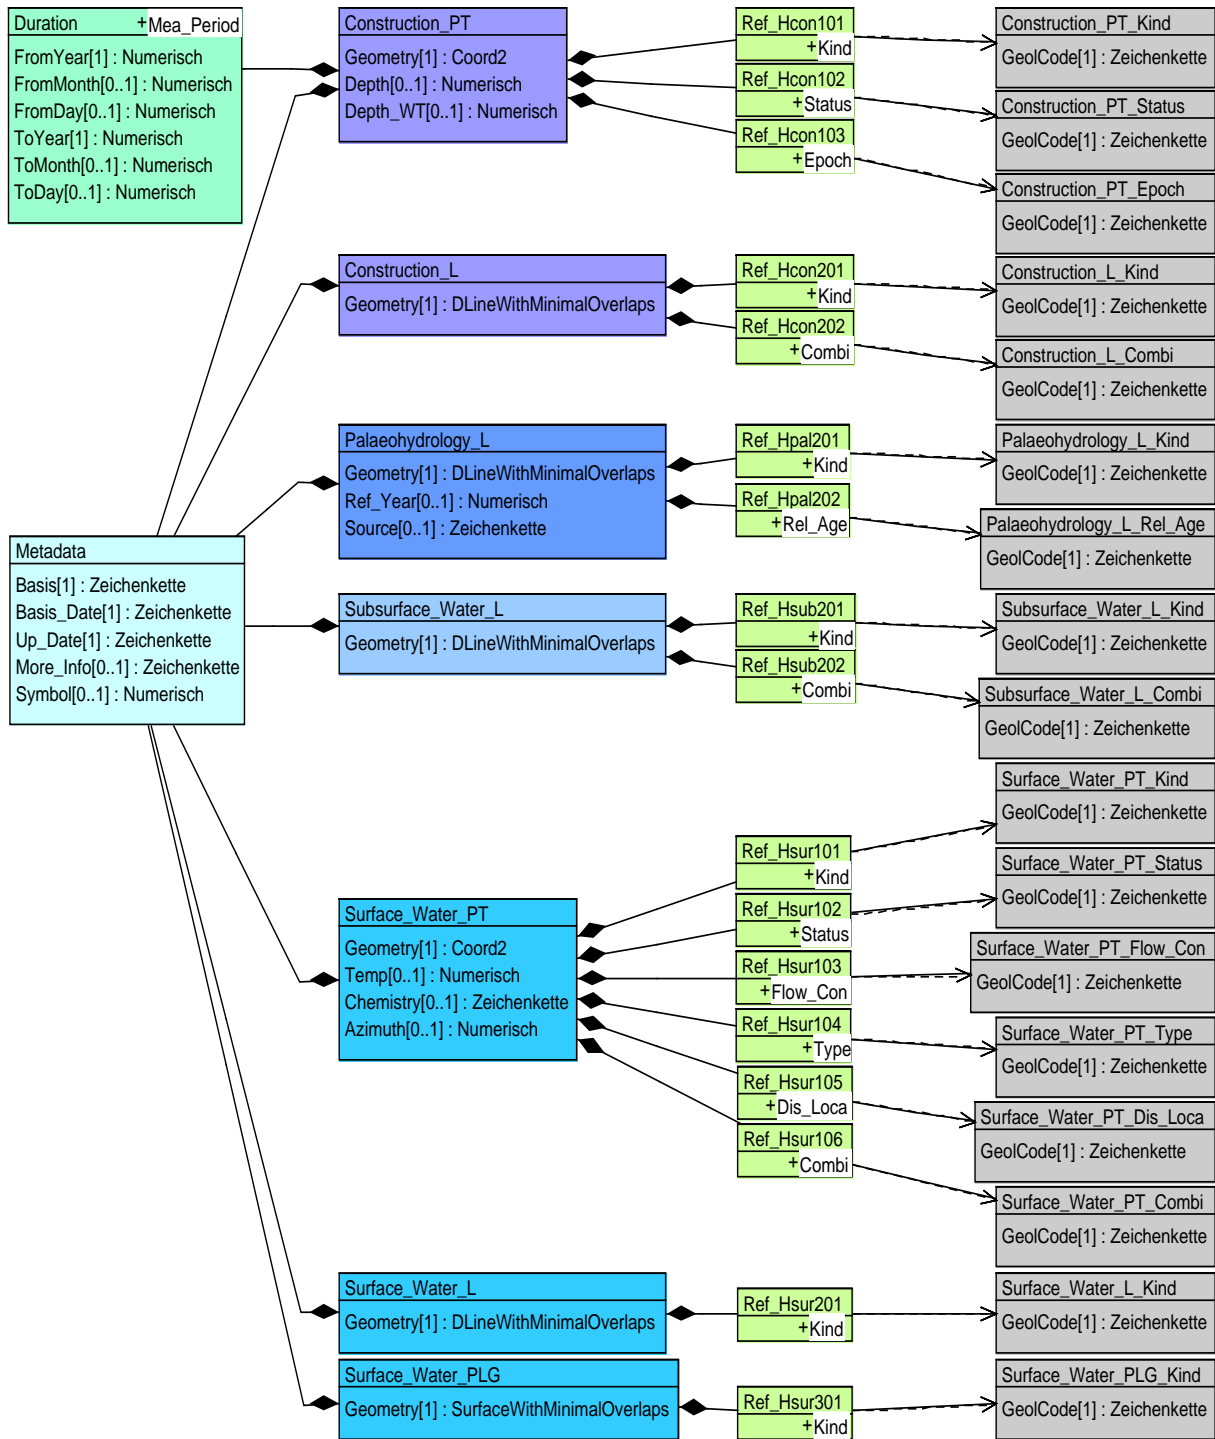 Duration +Mea_Period
FromYear[1] : Numerisch
FromMonth[0..1] : Numerisch
FromDay[0..1] : Numerisch
ToYear[1] : Numerisch
ToMonth[0..1] : Numerisch
ToDay[0..1] : Numerisch
Metadata
Basis[1] : Zeichenkette
Basis_Date[1] : Zeichenkette
Up_Date[1] : Zeichenkette
More_Info[0..1] : Zeichenkette
Symbol[0..1] : Numerisch
Construction_PT
Geometry[1] : Coord2
Depth[0..1] : Numerisch
Depth_WT[0..1] : Numerisch
Construction_L
Geometry[1] : DLineWithMinimalOverlaps
Palaeohydrology_L
Geometry[1] : DLineWithMinimalOverlaps
Ref_Year[0..1] : Numerisch
Source[0..1] : Zeichenkette
Subsurface_Water_L
Geometry[1] : DLineWithMinimalOverlaps
Surface_Water_PT
Geometry[1] : Coord2
Temp[0..1] : Numerisch
Chemistry[0..1] : Zeichenkette
Azimuth[0..1] : Numerisch
Surface_Water_L
Geometry[1] : DLineWithMinimalOverlaps
Surface_Water_PLG
Geometry[1] : SurfaceWithMinimalOverlaps
Ref_Hcon101
+Kind
Ref_Hcon102
+Status
Ref_Hcon103
+Epoch
Ref_Hcon201
+Kind
Ref_Hcon202
+Combi
Ref_Hpal201
+Kind
Ref_Hpal202
+Rel_Age
Ref_Hsub201
+Kind
Ref_Hsub202
+Combi
Ref_Hsur101
+Kind
Ref_Hsur102
+Status
Ref_Hsur103
+Flow_Con
Ref_Hsur104
+Type
Ref_Hsur105
+Dis_Loca
Ref_Hsur106
+Combi
Ref_Hsur201
+Kind
Ref_Hsur301
+Kind
Construction_PT_Kind
GeolCode[1] : Zeichenkette
Construction_PT_Status
GeolCode[1] : Zeichenkette
Construction_PT_Epoch
GeolCode[1] : Zeichenkette
Construction_L_Kind
GeolCode[1] : Zeichenkette
Construction_L_Combi
GeolCode[1] : Zeichenkette
Palaeohydrology_L_Kind
GeolCode[1] : Zeichenkette
Palaeohydrology_L_Rel_Age
GeolCode[1] : Zeichenkette
Subsurface_Water_L_Kind
GeolCode[1] : Zeichenkette
Subsurface_Water_L_Combi
GeolCode[1] : Zeichenkette
Surface_Water_PT_Kind
GeolCode[1] : Zeichenkette
Surface_Water_PT_Status
GeolCode[1] : Zeichenkette
Surface_Water_PT_Flow_Con
GeolCode[1] : Zeichenkette
Surface_Water_PT_Type
GeolCode[1] : Zeichenkette
Surface_Water_PT_Dis_Loca
GeolCode[1] : Zeichenkette
Surface_Water_PT_Combi
GeolCode[1] : Zeichenkette
Surface_Water_L_Kind
GeolCode[1] : Zeichenkette
Surface_Water_PLG_Kind
GeolCode[1] : Zeichenkette